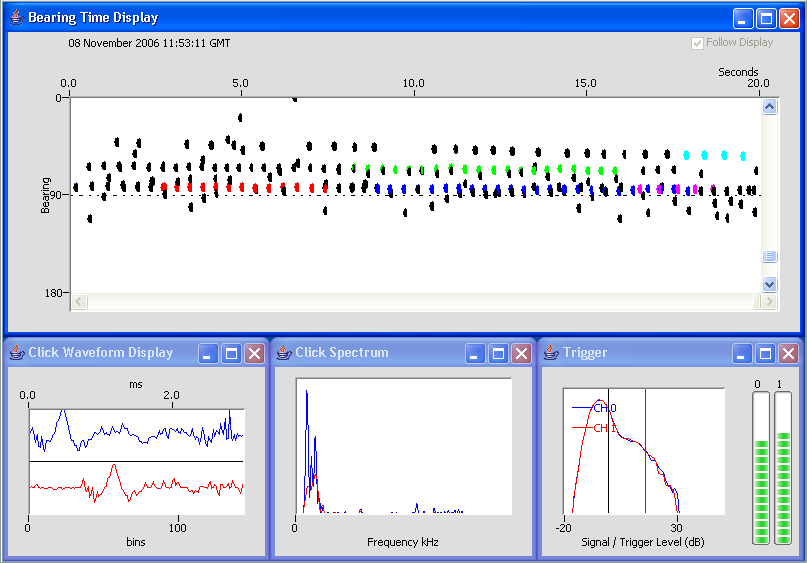 Bearing Time Display
08 November 2006 11:53:11 GMT
Follow Display
Seconds
0.0 5.0 10.0 15.0 20.0
0
Bearing
90
180
Click Waveform Display
ms
0.0 2.0
0 100
bins
Click Spectrum
0
Frequency kHz
Trigger
0 1
CH 0
CH 1
-20 30
Signal / Trigger Level (dB)